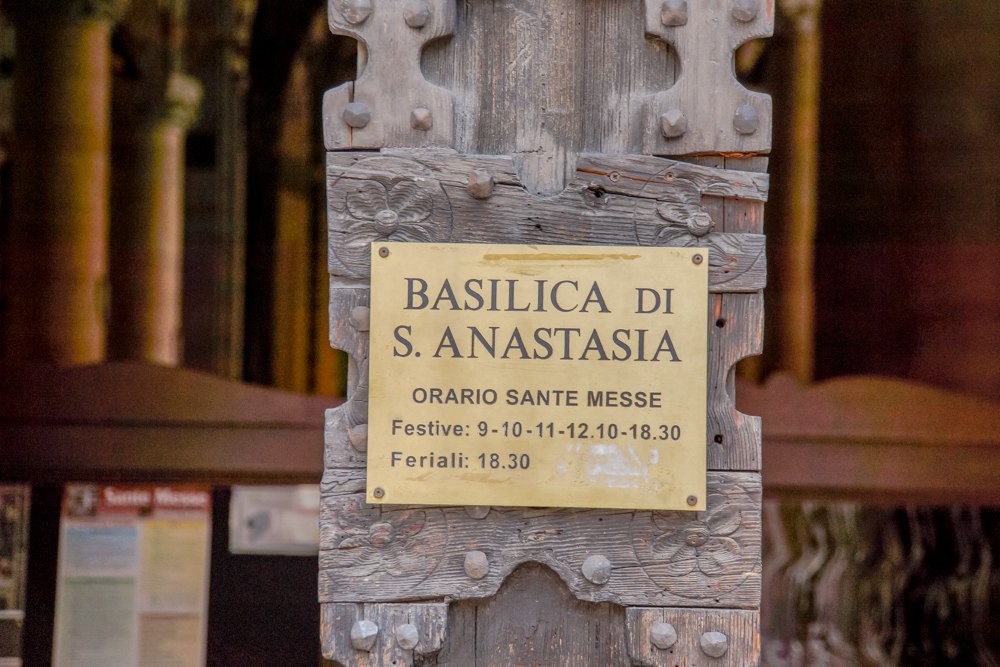 BASILICA DI
S. ANASTASIA
ORARIO SANTE MESSE
Festive: 9-10-11-12.10-18.30
Feriali: 18.30
Sante Messe